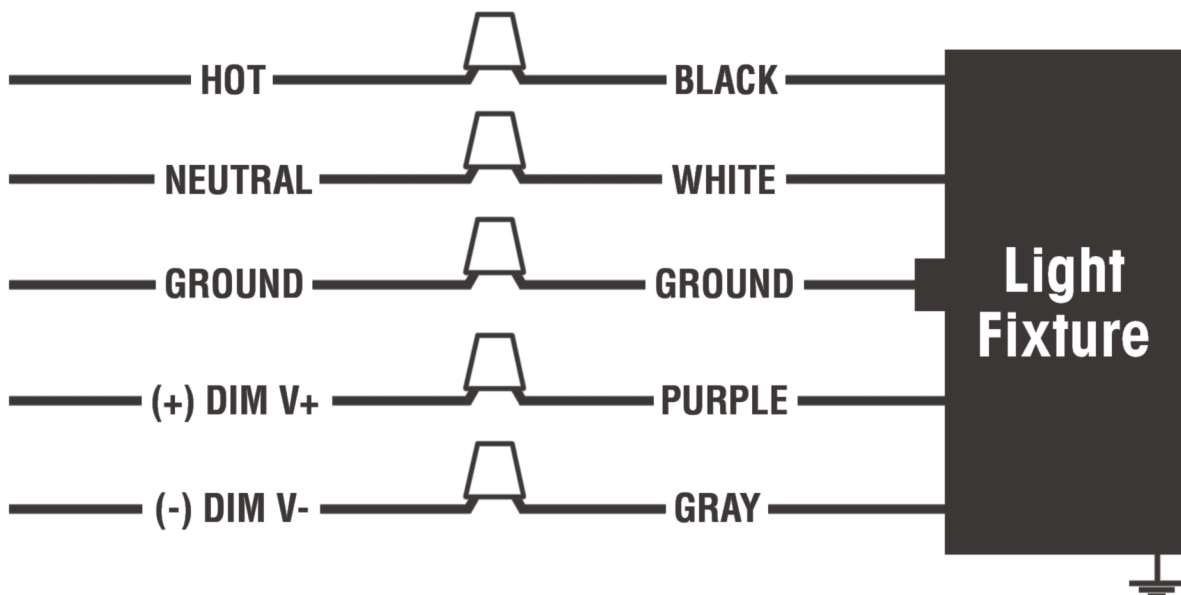 HOT BLACK
NEUTRAL WHITE
GROUND GROUND
(+) DIM V+ PURPLE
(-) DIM V- GRAY
Light
Fixture